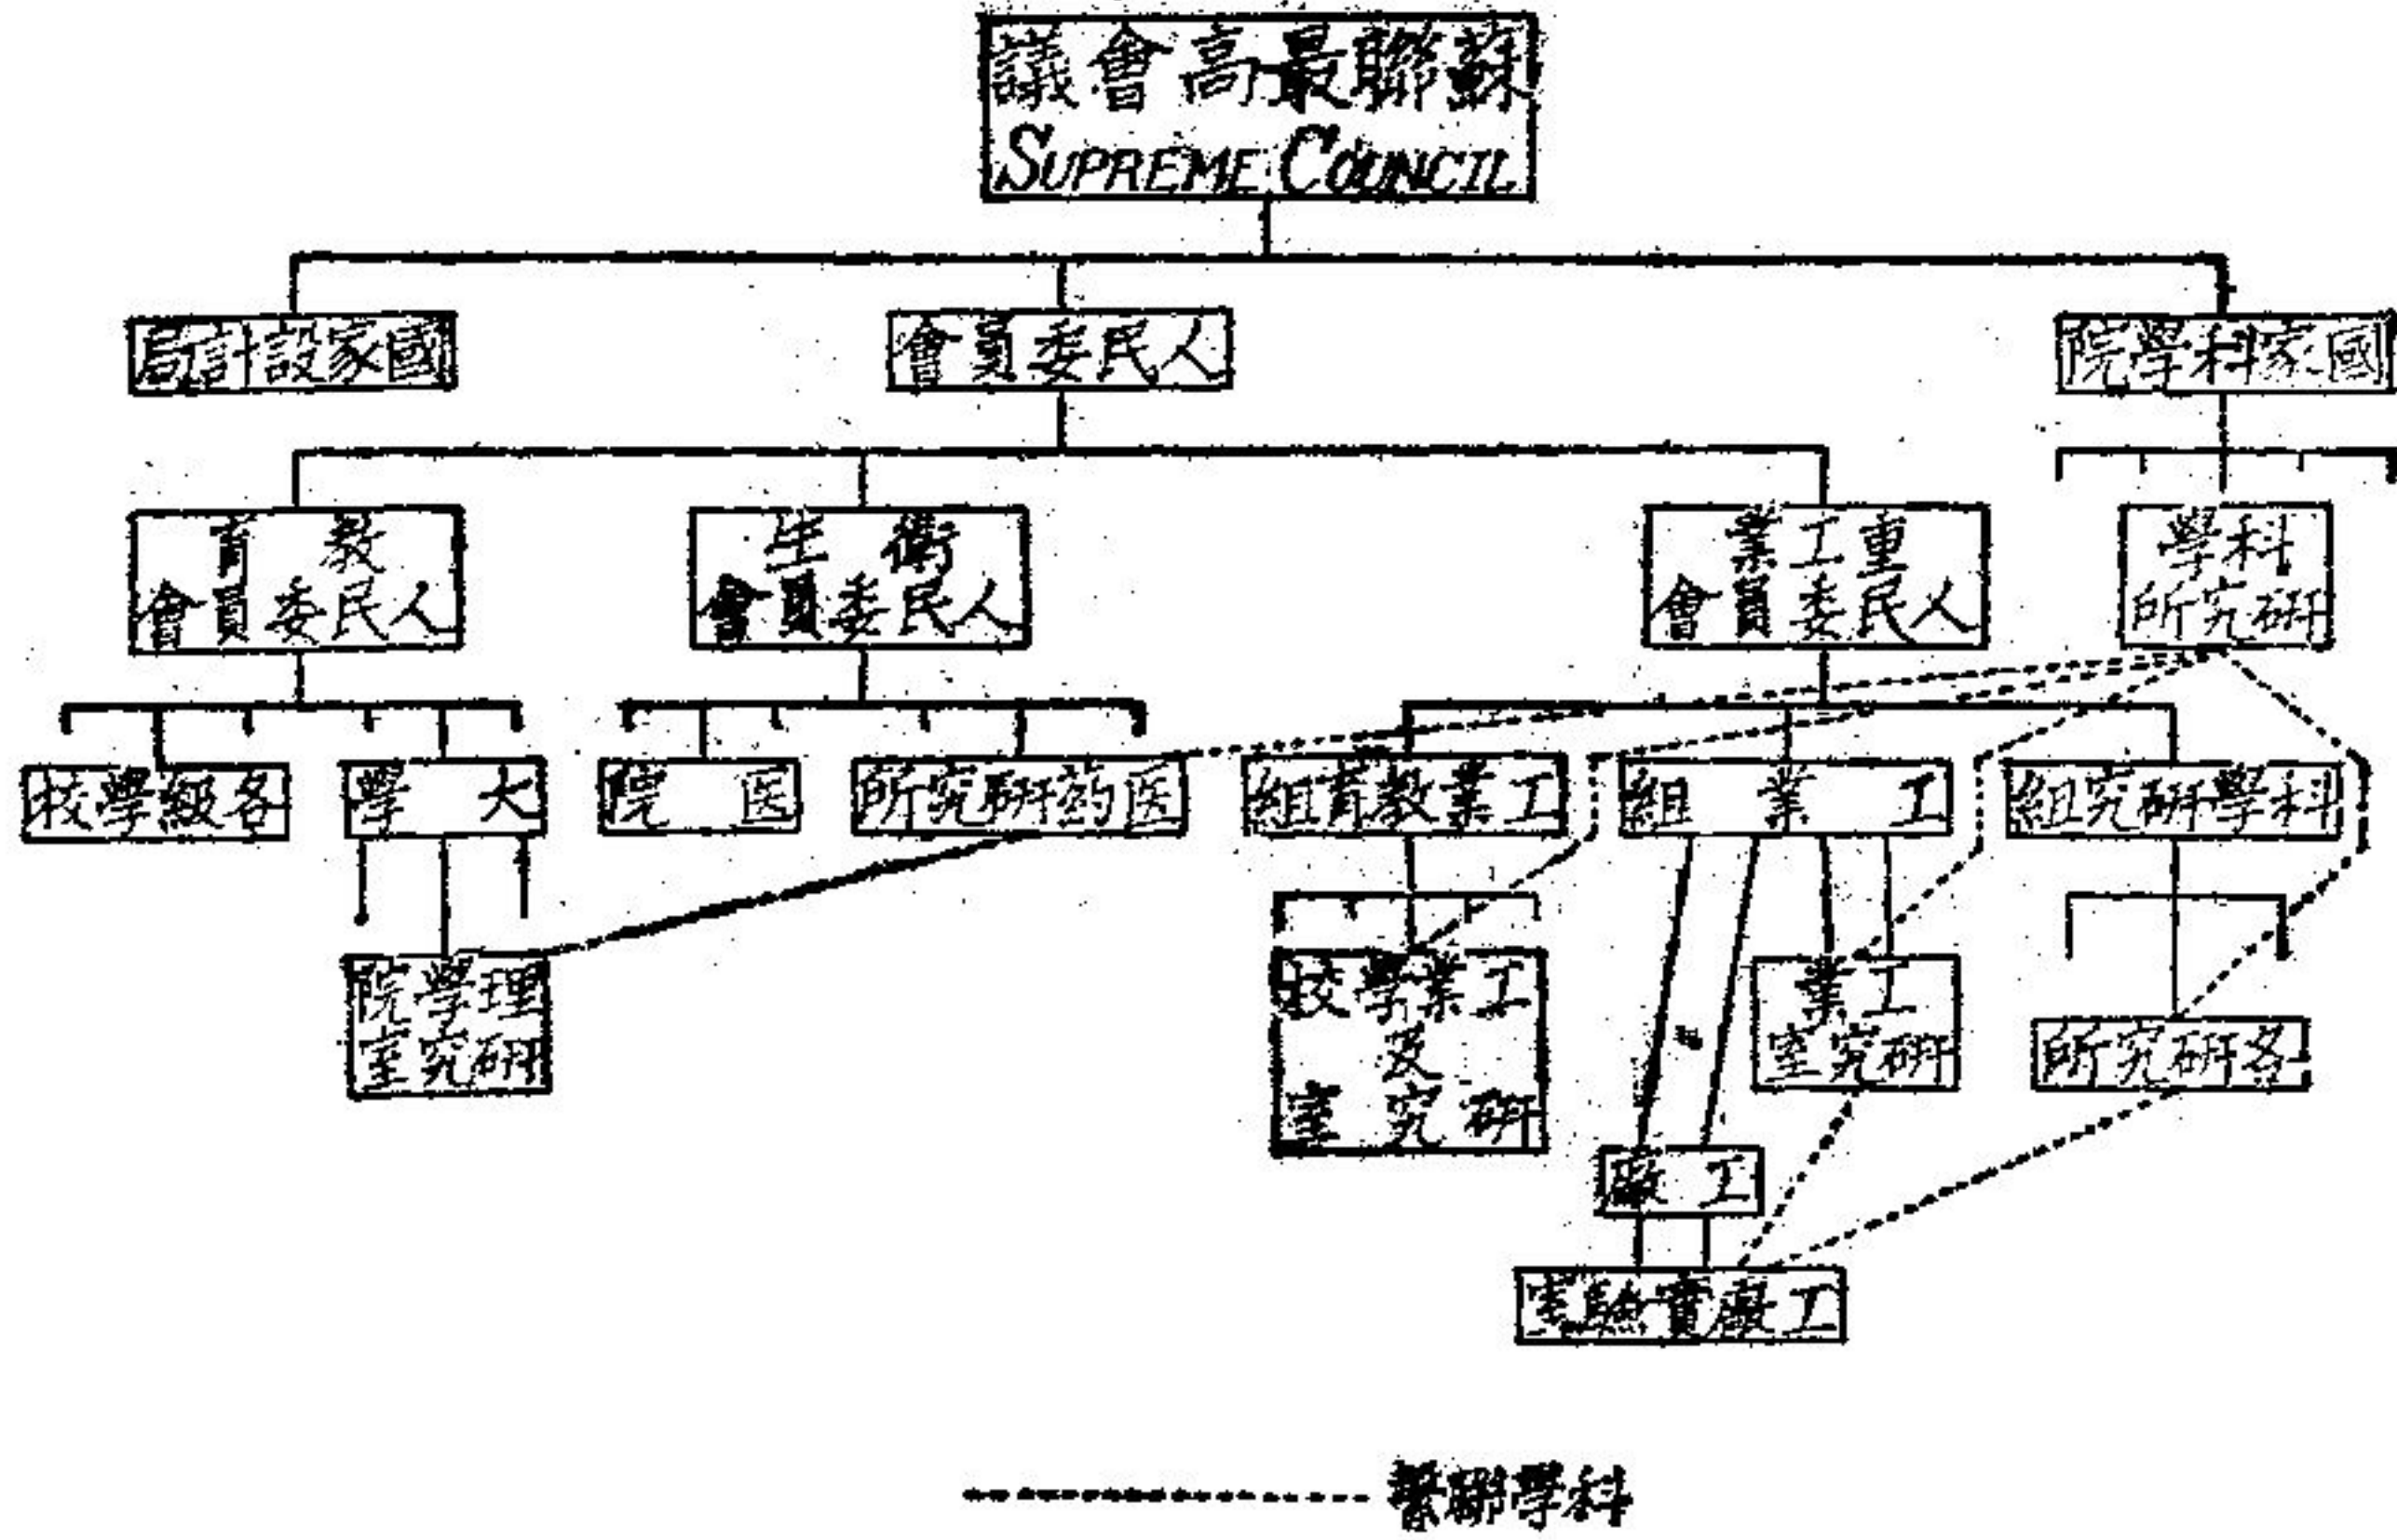 蘇聯最高會議
SUPREME COUNCIL
國家科學院
人民委員會
國家設計局
科學
研究所
重工業
人民委員會
衞生
人民委員會
教育
人民委員會
科學研究組
工業組
工業教育組
医葯研究所
医院
大學
各級學校
各研究所
工業
研究室
工業學校
及
研究室
理學院
研究室
工廠
工廠實驗室
科學聯繫